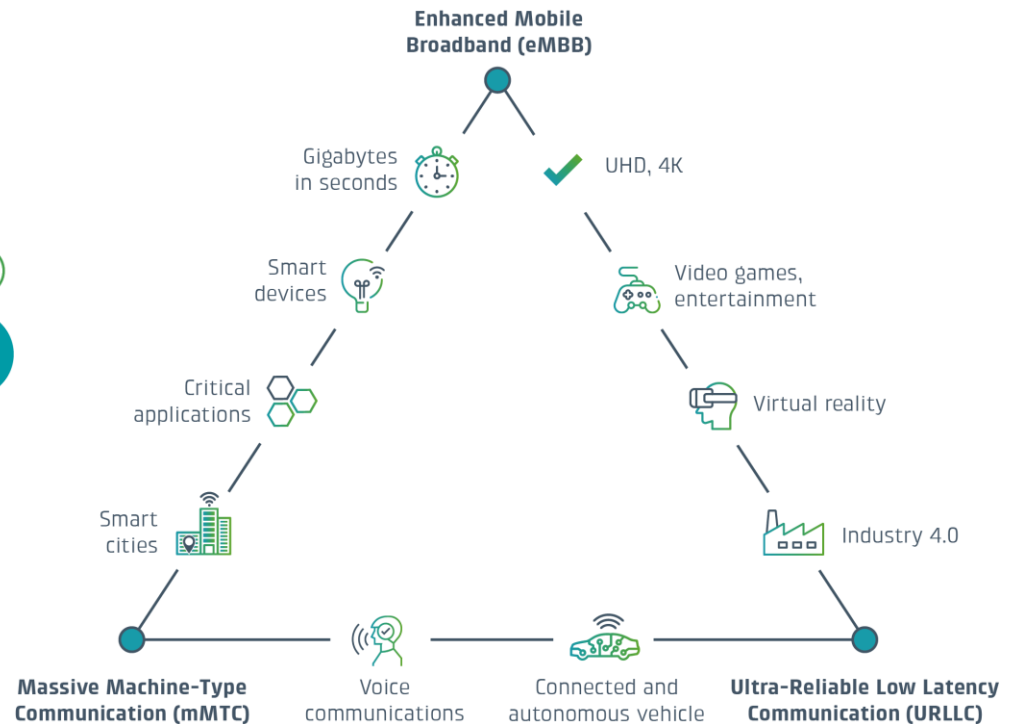 Enhanced Mobile
Broadband (eMBB)
Gigabytes
in seconds
UHD, 4K
Smart
devices
Video games,
entertainment
Critical
applications
Virtual reality
Smart
cities
Industry 4.0
Massive Machine-Type
Communication (mMTC)
Voice
communications
Connected and
autonomous vehicle
Ultra-Reliable Low Latency
Communication (URLLC)